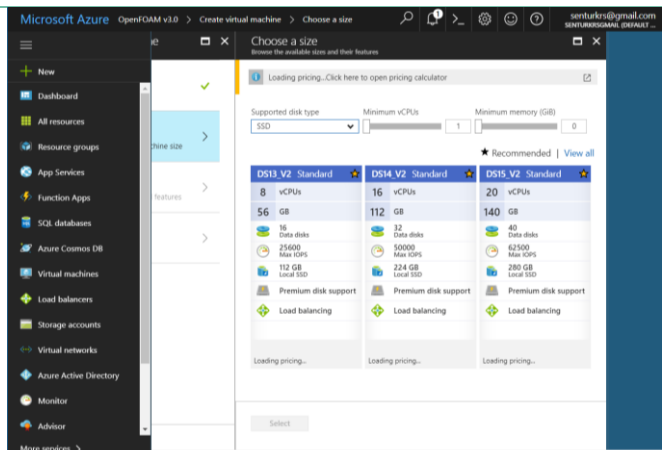 Microsoft Azure OpenFOAM v3.0 > Create virtual machine > Choose a size
senturkrs@gmail.com
New
Dashboard
All resources
Resource groups
App Services
Function Apps
SQL databases
Azure Cosmos DB
Virtual machines
Load balancers
Storage accounts
Virtual networks
Azure Active Directory
Monitor
Advisor
More services >
hine size
features
Choose a size
Browse the available sizes and their features
Loading pricing...Click here to open pricing calculator
Supported disk type Minimum vCPUs Minimum memory (GiB)
SSD 1 0
★ Recommended | View all
DS13_V2 Standard
8 vCPUs
56 GB
16
Data disks
25600
Max IOPS
112 GB
Local SSD
Premium disk support
Load balancing
Loading pricing...
DS14_V2 Standard
16 vCPUs
112 GB
32
Data disks
50000
Max IOPS
224 GB
Local SSD
Premium disk support
Load balancing
Loading pricing...
DS15_V2 Standard
20 vCPUs
140 GB
40
Data disks
62500
Max IOPS
280 GB
Local SSD
Premium disk support
Load balancing
Loading pricing...
Select